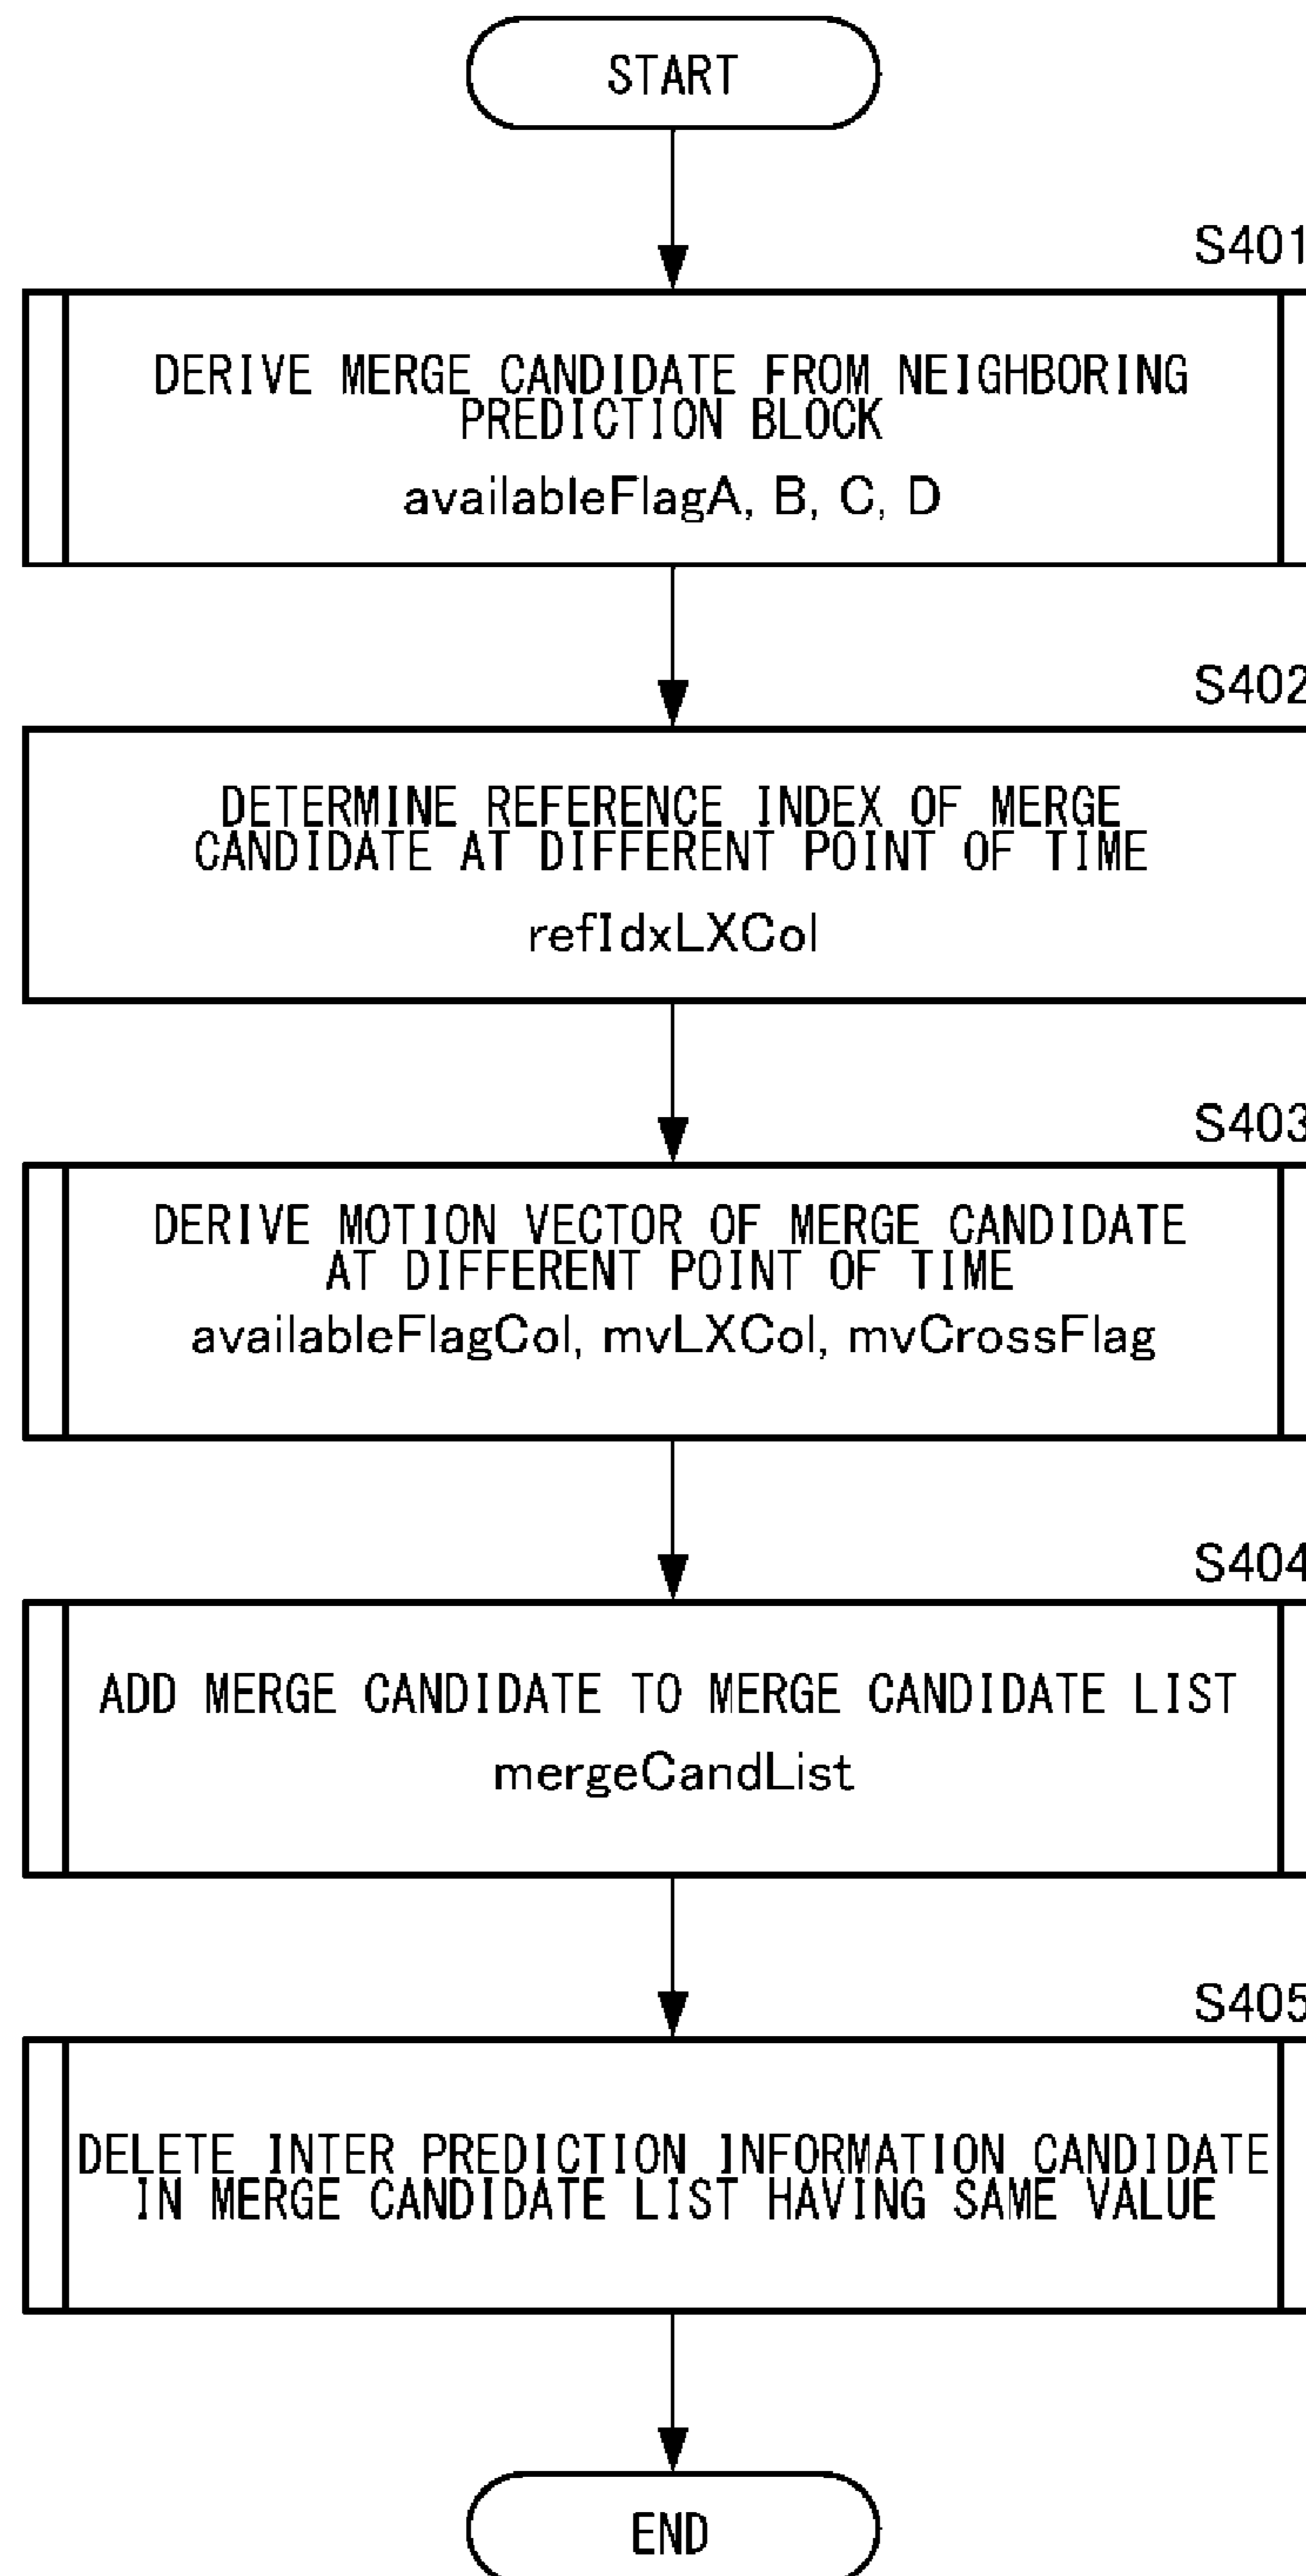 START
S401
DERIVE MERGE CANDIDATE FROM NEIGHBORING
PREDICTION BLOCK
availableFlagA, B, C, D
S402
DETERMINE REFERENCE INDEX OF MERGE
CANDIDATE AT DIFFERENT POINT OF TIME
refIdxLXCol
S403
DERIVE MOTION VECTOR OF MERGE CANDIDATE
AT DIFFERENT POINT OF TIME
availableFlagCol, mvLXCol, mvCrossFlag
S404
ADD MERGE CANDIDATE TO MERGE CANDIDATE LIST
mergeCandList
S405
DELETE INTER PREDICTION INFORMATION CANDIDATE
IN MERGE CANDIDATE LIST HAVING SAME VALUE
END